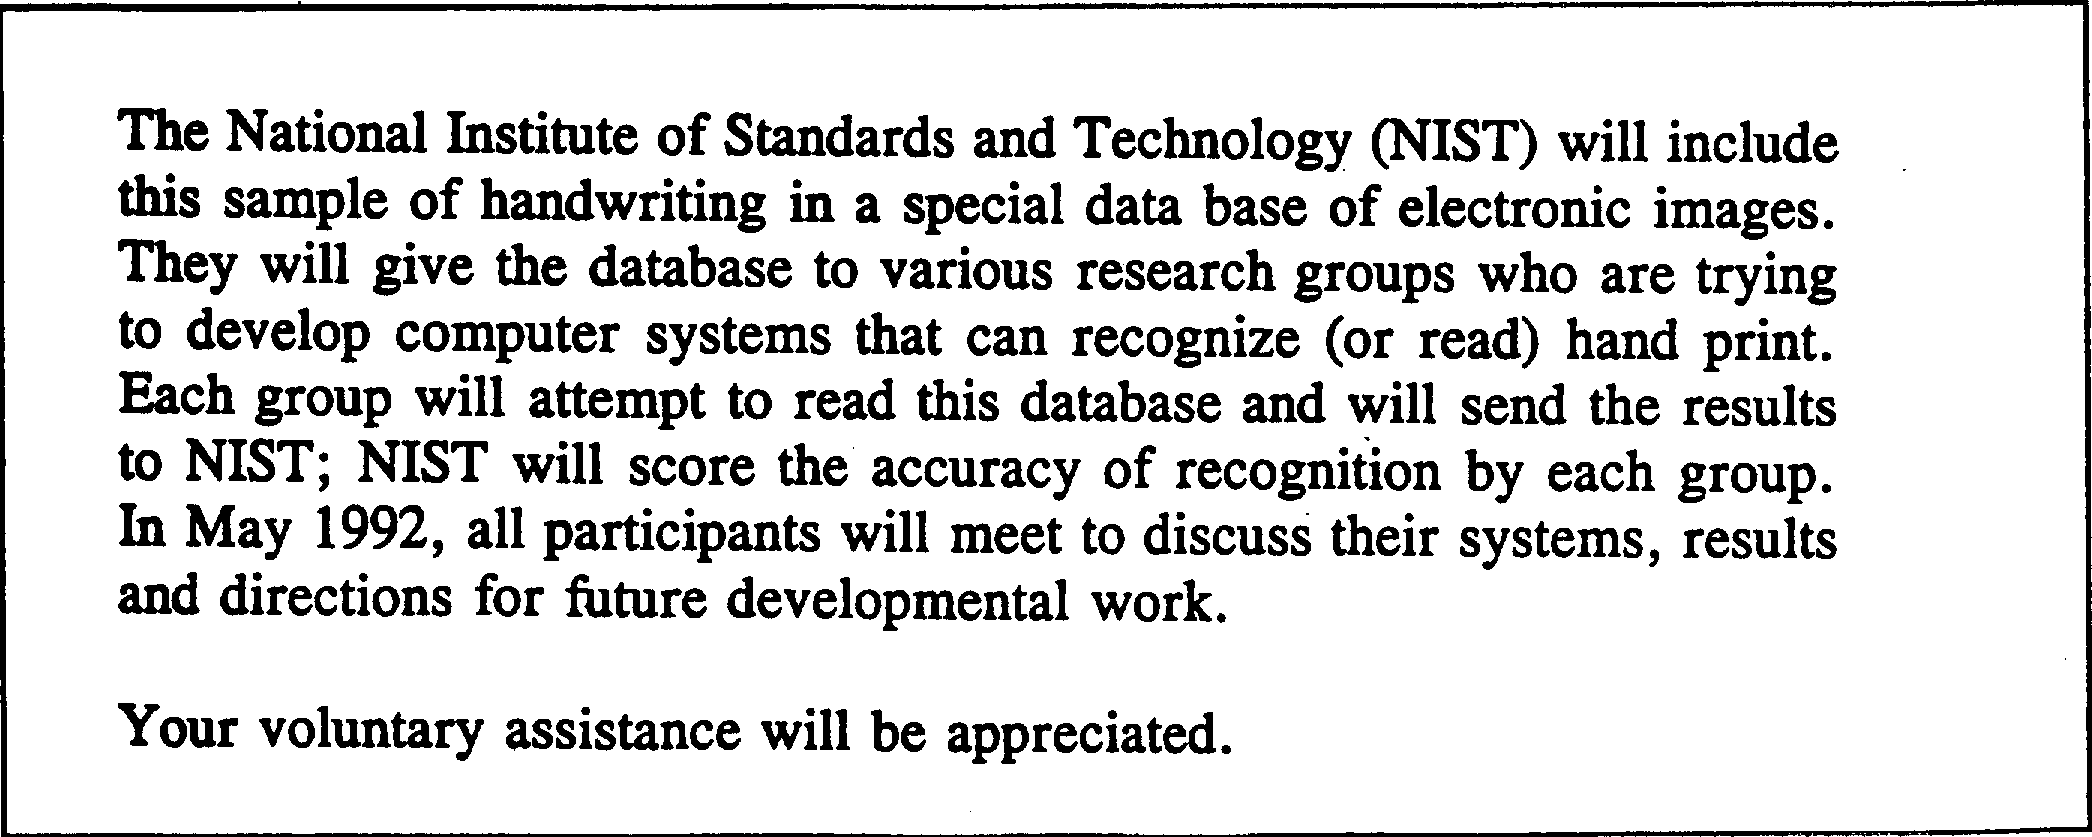 The National Institute of Standards and Technology (NIST) will include
this sample of handwriting in a special data base of electronic images.
They will give the database to various research groups who are trying
to develop computer systems that can recognize (or read) hand print.
Each group will attempt to read this database and will send the results
to NIST; NIST will score the accuracy of recognition by each group.
In May 1992, all participants will meet to discuss their systems, results
and directions for future developmental work.
Your voluntary assistance will be appreciated.